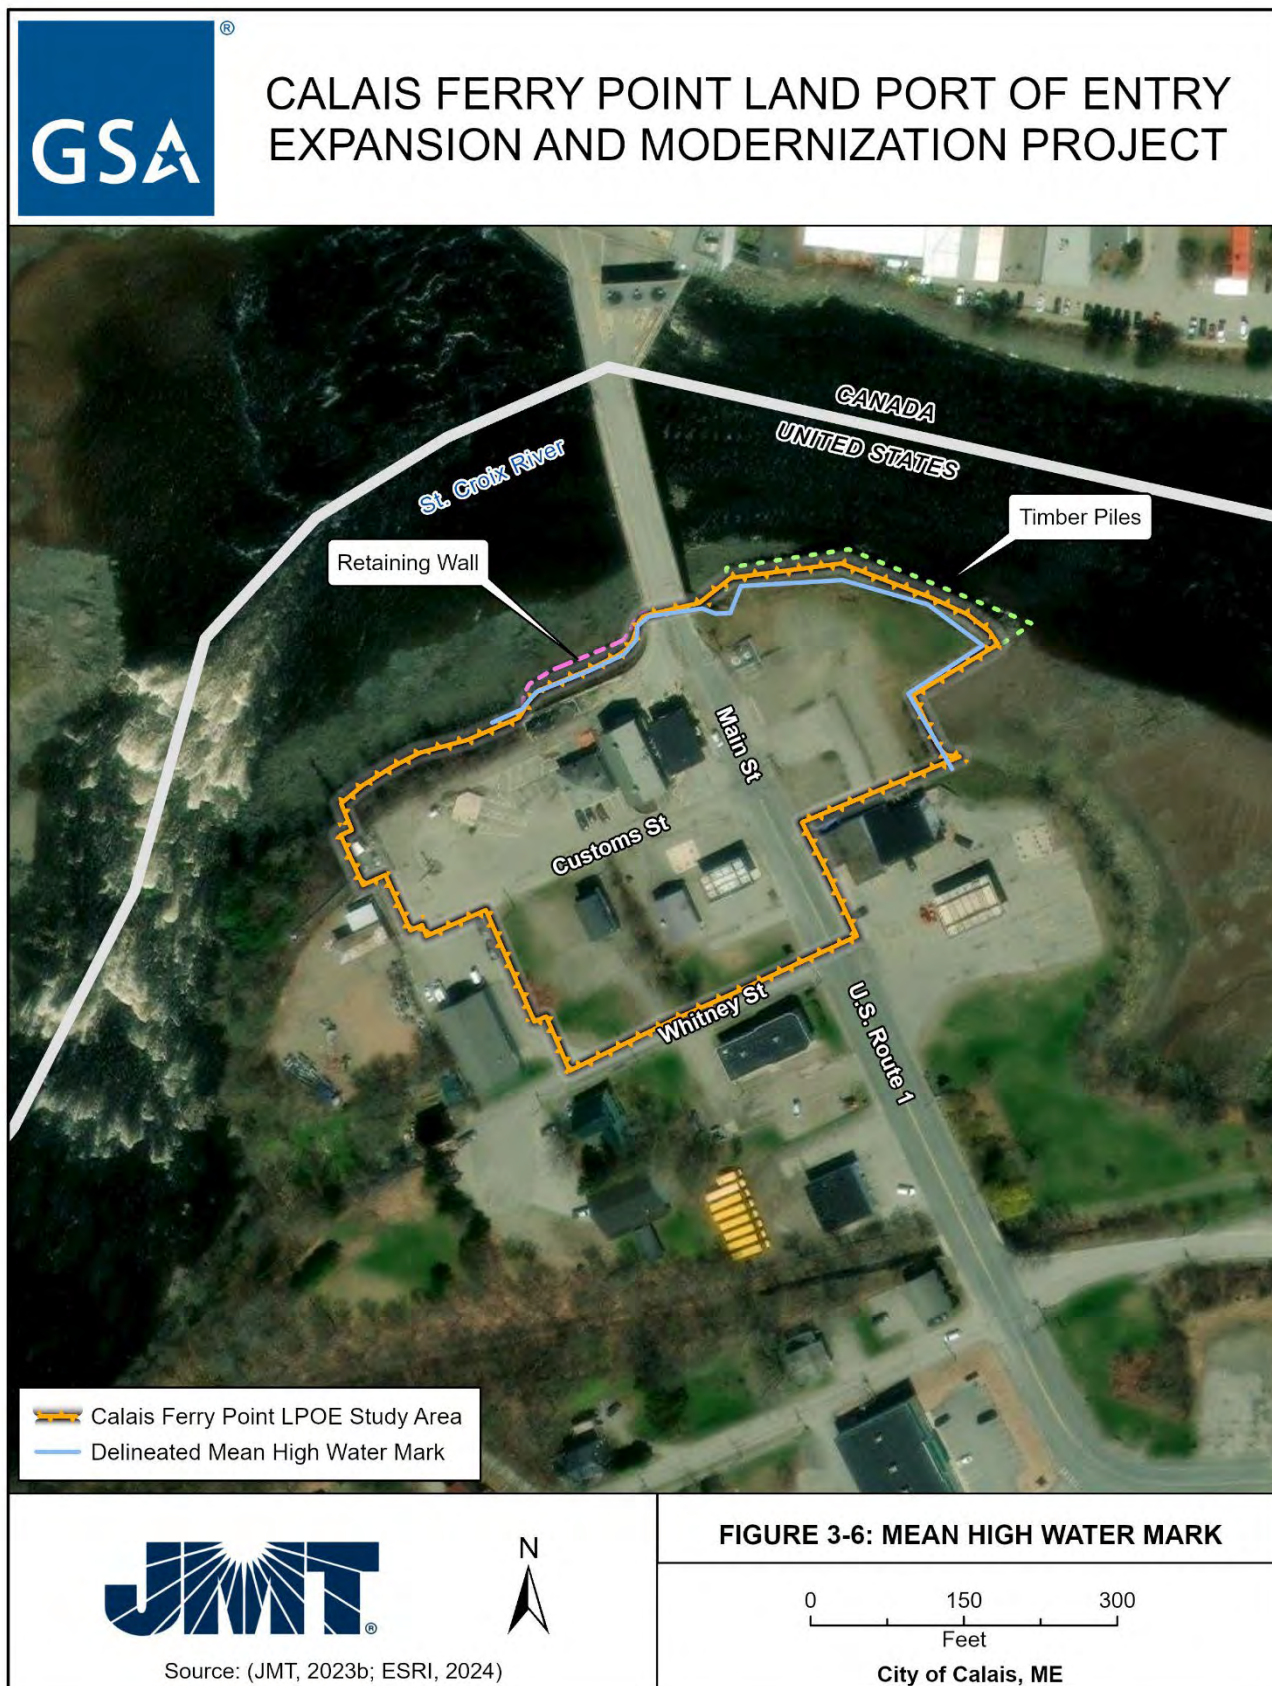 ®
GSA
CALAIS FERRY POINT LAND PORT OF ENTRY
EXPANSION AND MODERNIZATION PROJECT
CANADA
UNITED STATES
St. Croix River
Timber Piles
Retaining Wall
Main St
Customs St
Whitney St
U.S. Route 1
Calais Ferry Point LPOE Study Area
Delineated Mean High Water Mark
JMT®
N
Source: (JMT, 2023b; ESRI, 2024)
FIGURE 3-6: MEAN HIGH WATER MARK
0 150 300
Feet
City of Calais, ME